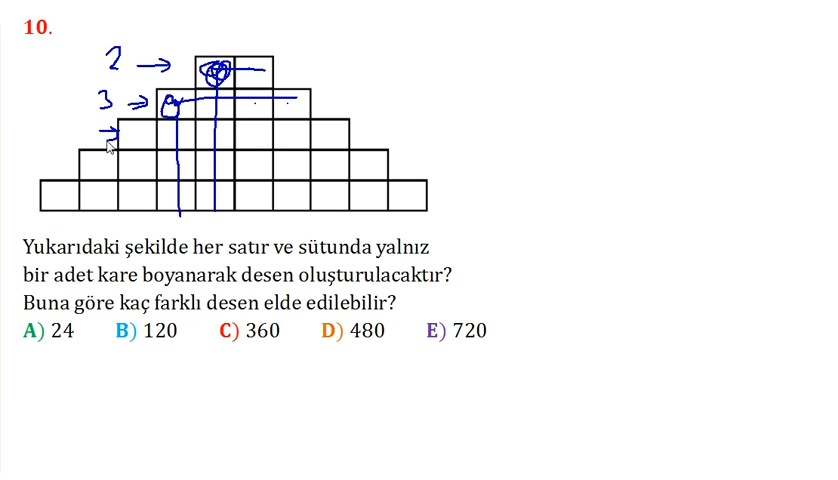 10.
2 →
3 →
Yukarıdaki şekilde her satır ve sütunda yalnız
bir adet kare boyanarak desen oluşturulacaktır?
Buna göre kaç farklı desen elde edilebilir?
A) 24 B) 120 C) 360 D) 480 E) 720